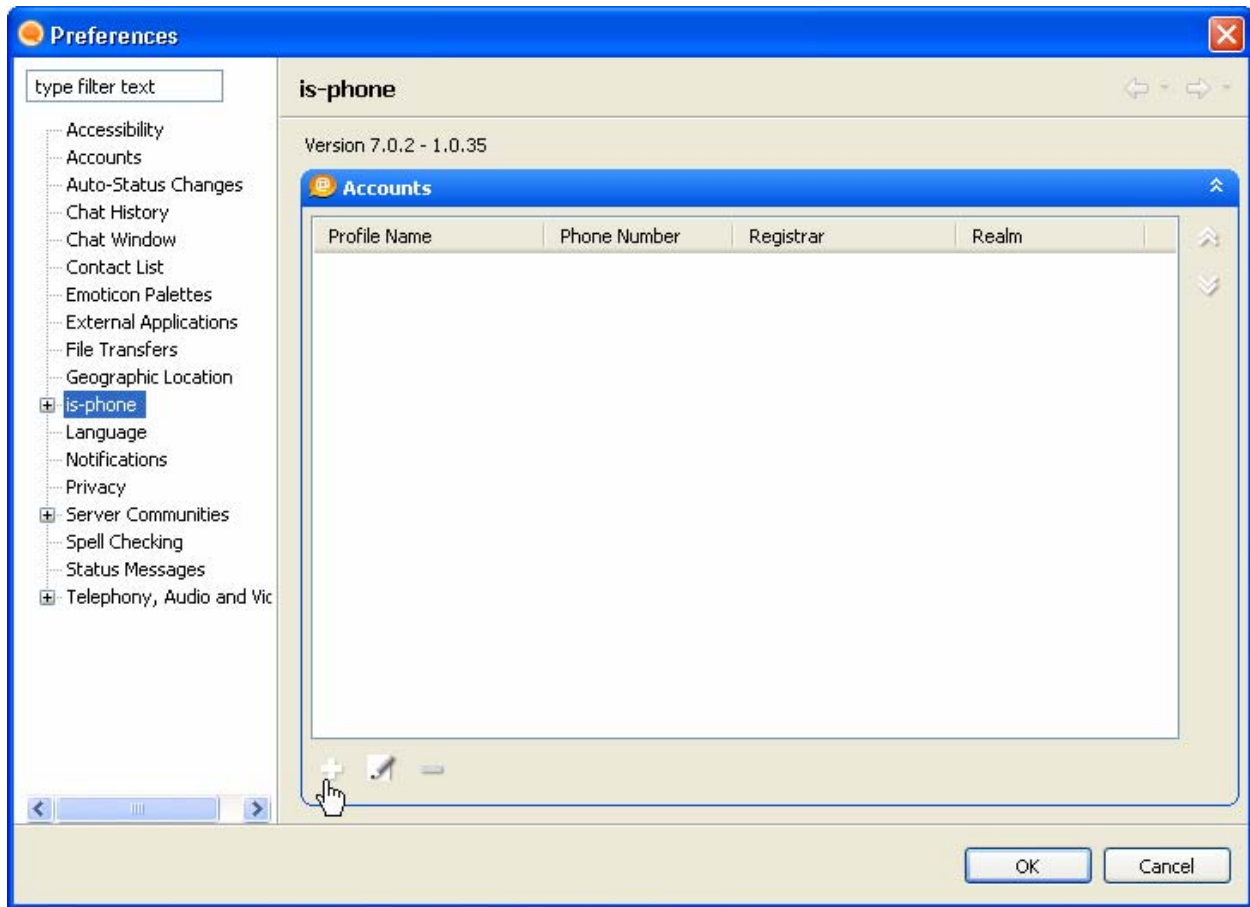 Preferences
type filter text
Accessibility
Accounts
Auto-Status Changes
Chat History
Chat Window
Contact List
Emoticon Palettes
External Applications
File Transfers
Geographic Location
is-phone
Language
Notifications
Privacy
Server Communities
Spell Checking
Status Messages
Telephony, Audio and Vic
is-phone
Version 7.0.2 - 1.0.35
Accounts
Profile Name Phone Number Registrar Realm
OK Cancel